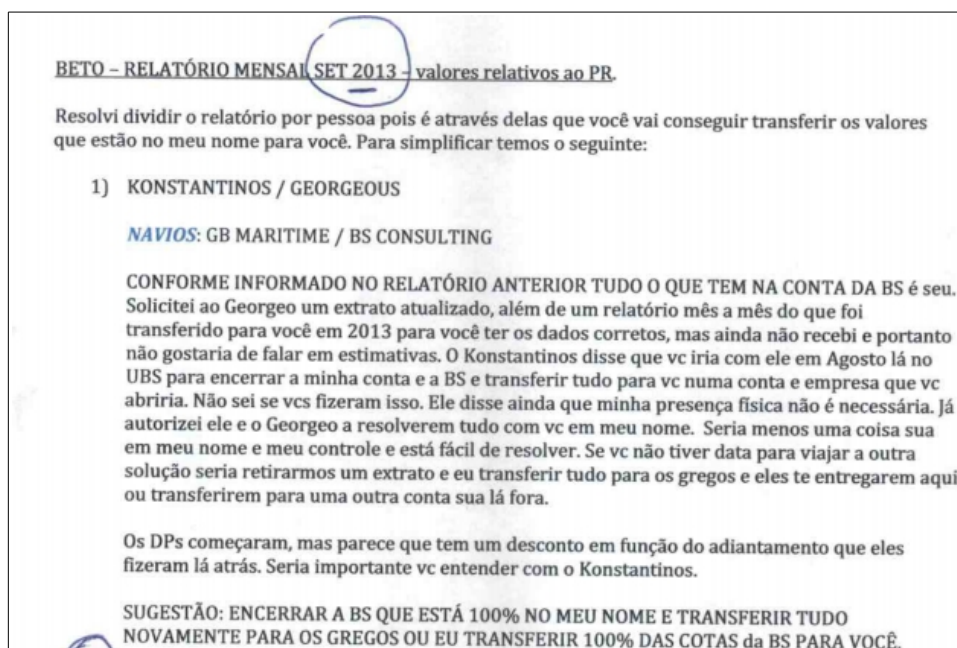 BETO – RELATÓRIO MENSAL SET 2013 – valores relativos ao PR.
Resolvi dividir o relatório por pessoa pois é através delas que você vai conseguir transferir os valores
que estão no meu nome para você. Para simplificar temos o seguinte:
1) KONSTANTINOS / GEORGEOUS
NAVIOS: GB MARITIME / BS CONSULTING
CONFORME INFORMADO NO RELATÓRIO ANTERIOR TUDO O QUE TEM NA CONTA DA BS é seu.
Solicitei ao Georgeo um extrato atualizado, além de um relatório mês a mês do que foi
transferido para você em 2013 para você ter os dados corretos, mas ainda não recebi e portanto
não gostaria de falar em estimativas. O Konstantinos disse que vc iria com ele em Agosto lá no
UBS para encerrar a minha conta e a BS e transferir tudo para vc numa conta e empresa que vc
abriria. Não sei se vcs fizeram isso. Ele disse ainda que minha presença física não é necessária. Já
autorizei ele e o Georgeo a resolverem tudo com vc em meu nome. Seria menos uma coisa sua
em meu nome e meu controle e está fácil de resolver. Se vc não tiver data para viajar a outra
solução seria retirarmos um extrato e eu transferir tudo para os gregos e eles te entregarem aqui
ou transferirem para uma outra conta sua lá fora.
Os DPs começaram, mas parece que tem um desconto em função do adiantamento que eles
fizeram lá atrás. Seria importante vc entender com o Konstantinos.
SUGESTÃO: ENCERRAR A BS QUE ESTÁ 100% NO MEU NOME E TRANSFERIR TUDO
NOVAMENTE PARA OS GREGOS OU EU TRANSFERIR 100% DAS COTAS da BS PARA VOCÊ.